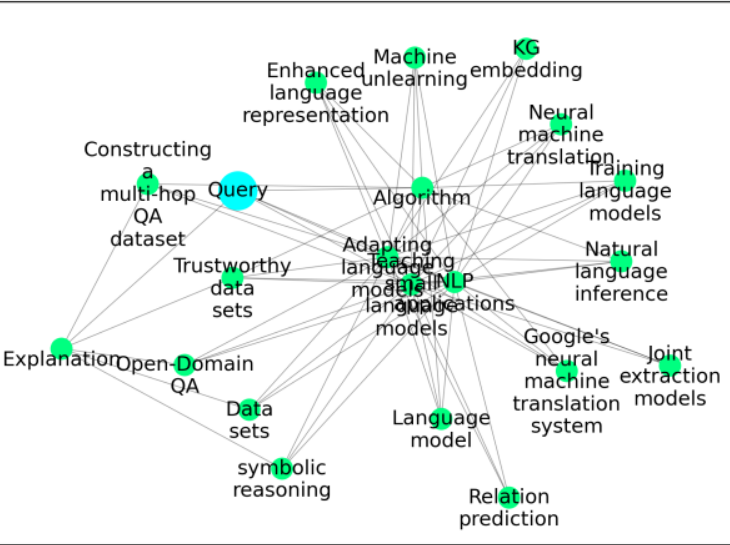 Machine
unlearning
KG
embedding
Enhanced
language
representation
Neural
machine
translation
Constructing
a
multi-hop
QA
dataset
Query
Algorithm
Training
language
models
Adapting
language
models
Teaching
small
language
models
NLP
applications
Natural
language
inference
Trustworthy
data
sets
Explanation
Open-Domain
QA
Google's
neural
machine
translation
system
Joint
extraction
models
Data
sets
Language
model
symbolic
reasoning
Relation
prediction